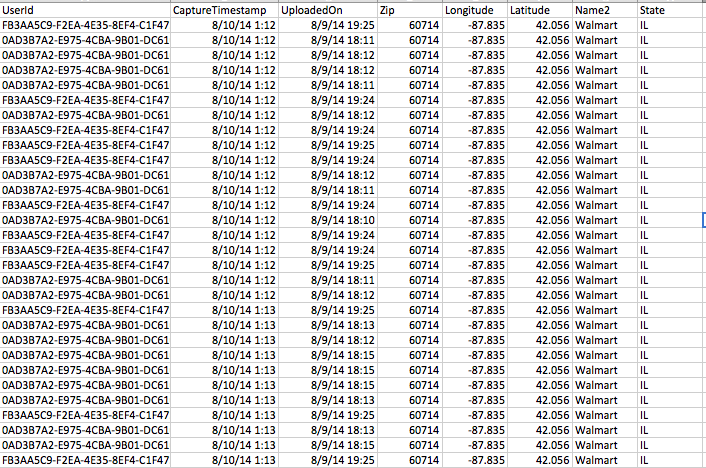 UserId CaptureTimestamp UploadedOn Zip Longitude Latitude Name2 State
FB3AA5C9-F2EA-4E35-8EF4-C1F47 8/10/14 1:12 8/9/14 19:25 60714 -87.835 42.056 Walmart IL
0AD3B7A2-E975-4CBA-9B01-DC61 8/10/14 1:12 8/9/14 18:11 60714 -87.835 42.056 Walmart IL
0AD3B7A2-E975-4CBA-9B01-DC61 8/10/14 1:12 8/9/14 18:12 60714 -87.835 42.056 Walmart IL
0AD3B7A2-E975-4CBA-9B01-DC61 8/10/14 1:12 8/9/14 18:12 60714 -87.835 42.056 Walmart IL
0AD3B7A2-E975-4CBA-9B01-DC61 8/10/14 1:12 8/9/14 18:11 60714 -87.835 42.056 Walmart IL
FB3AA5C9-F2EA-4E35-8EF4-C1F47 8/10/14 1:12 8/9/14 19:24 60714 -87.835 42.056 Walmart IL
0AD3B7A2-E975-4CBA-9B01-DC61 8/10/14 1:12 8/9/14 18:12 60714 -87.835 42.056 Walmart IL
FB3AA5C9-F2EA-4E35-8EF4-C1F47 8/10/14 1:12 8/9/14 19:24 60714 -87.835 42.056 Walmart IL
FB3AA5C9-F2EA-4E35-8EF4-C1F47 8/10/14 1:12 8/9/14 19:25 60714 -87.835 42.056 Walmart IL
FB3AA5C9-F2EA-4E35-8EF4-C1F47 8/10/14 1:12 8/9/14 19:24 60714 -87.835 42.056 Walmart IL
0AD3B7A2-E975-4CBA-9B01-DC61 8/10/14 1:12 8/9/14 18:12 60714 -87.835 42.056 Walmart IL
0AD3B7A2-E975-4CBA-9B01-DC61 8/10/14 1:12 8/9/14 18:11 60714 -87.835 42.056 Walmart IL
FB3AA5C9-F2EA-4E35-8EF4-C1F47 8/10/14 1:12 8/9/14 19:24 60714 -87.835 42.056 Walmart IL
0AD3B7A2-E975-4CBA-9B01-DC61 8/10/14 1:12 8/9/14 18:10 60714 -87.835 42.056 Walmart IL
FB3AA5C9-F2EA-4E35-8EF4-C1F47 8/10/14 1:12 8/9/14 19:24 60714 -87.835 42.056 Walmart IL
FB3AA5C9-F2EA-4E35-8EF4-C1F47 8/10/14 1:12 8/9/14 19:24 60714 -87.835 42.056 Walmart IL
FB3AA5C9-F2EA-4E35-8EF4-C1F47 8/10/14 1:12 8/9/14 19:25 60714 -87.835 42.056 Walmart IL
0AD3B7A2-E975-4CBA-9B01-DC61 8/10/14 1:12 8/9/14 18:11 60714 -87.835 42.056 Walmart IL
0AD3B7A2-E975-4CBA-9B01-DC61 8/10/14 1:12 8/9/14 18:12 60714 -87.835 42.056 Walmart IL
FB3AA5C9-F2EA-4E35-8EF4-C1F47 8/10/14 1:13 8/9/14 19:25 60714 -87.835 42.056 Walmart IL
0AD3B7A2-E975-4CBA-9B01-DC61 8/10/14 1:13 8/9/14 18:13 60714 -87.835 42.056 Walmart IL
0AD3B7A2-E975-4CBA-9B01-DC61 8/10/14 1:13 8/9/14 18:12 60714 -87.835 42.056 Walmart IL
0AD3B7A2-E975-4CBA-9B01-DC61 8/10/14 1:13 8/9/14 18:15 60714 -87.835 42.056 Walmart IL
0AD3B7A2-E975-4CBA-9B01-DC61 8/10/14 1:13 8/9/14 18:15 60714 -87.835 42.056 Walmart IL
0AD3B7A2-E975-4CBA-9B01-DC61 8/10/14 1:13 8/9/14 18:15 60714 -87.835 42.056 Walmart IL
0AD3B7A2-E975-4CBA-9B01-DC61 8/10/14 1:13 8/9/14 18:13 60714 -87.835 42.056 Walmart IL
FB3AA5C9-F2EA-4E35-8EF4-C1F47 8/10/14 1:13 8/9/14 19:25 60714 -87.835 42.056 Walmart IL
0AD3B7A2-E975-4CBA-9B01-DC61 8/10/14 1:13 8/9/14 18:13 60714 -87.835 42.056 Walmart IL
0AD3B7A2-E975-4CBA-9B01-DC61 8/10/14 1:13 8/9/14 18:15 60714 -87.835 42.056 Walmart IL
FB3AA5C9-F2EA-4E35-8EF4-C1F47 8/10/14 1:13 8/9/14 19:25 60714 -87.835 42.056 Walmart IL